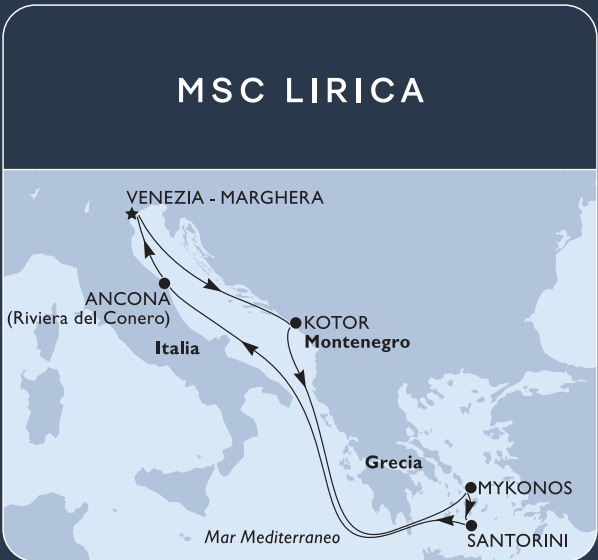 MSC LIRICA
VENEZIA - MARGHERA
ANCONA
(Riviera del Conero)
Italia
KOTOR
Montenegro
Grecia
MYKONOS
SANTORINI
Mar Mediterraneo